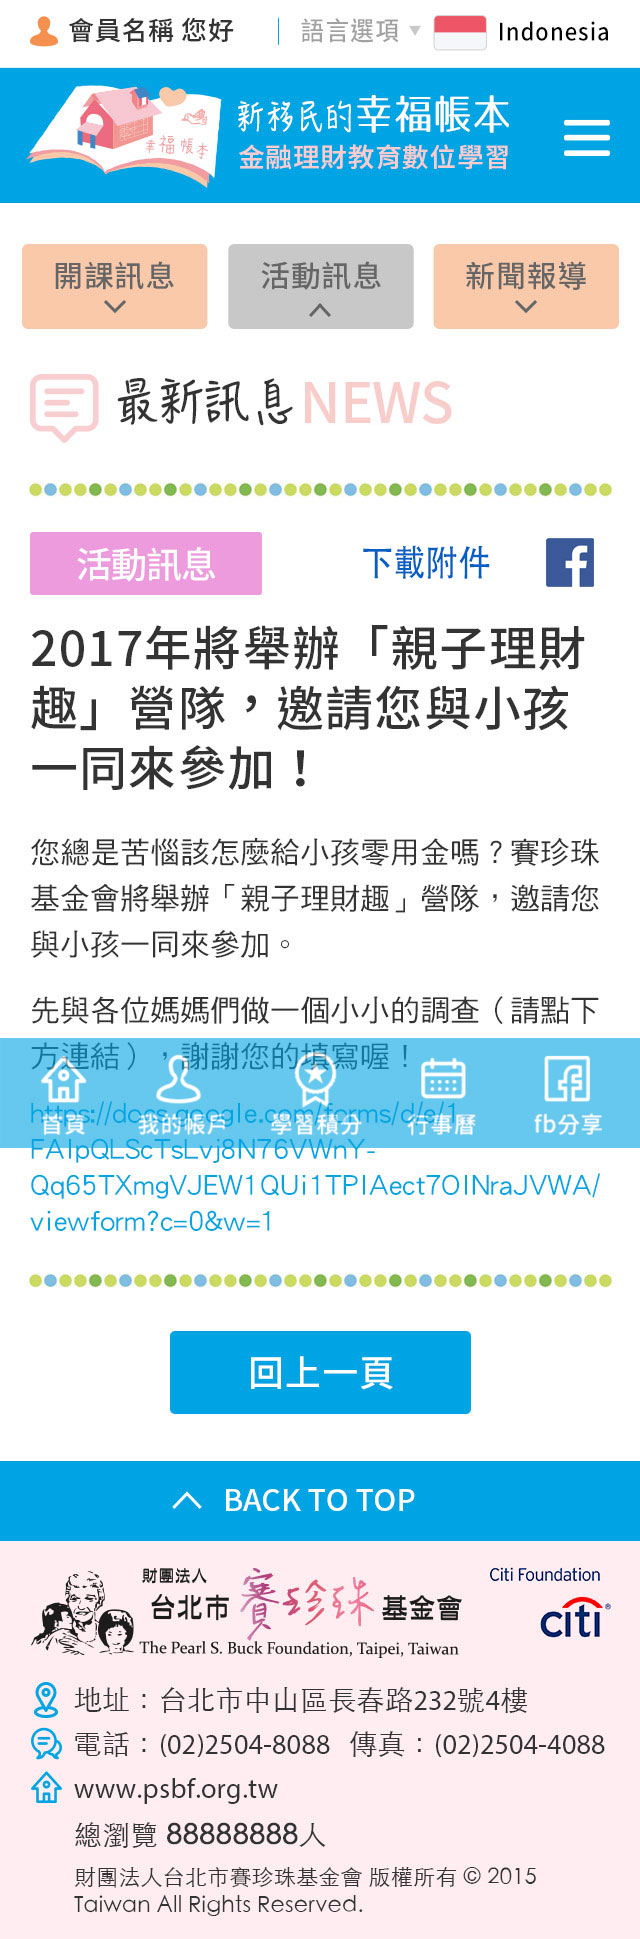 會員名稱 您好
語言選項
Indonesia
幸福帳本
新移民的幸福帳本
金融理財教育數位學習
開課訊息
活動訊息
新聞報導
最新訊息 NEWS
活動訊息
下載附件
2017年將舉辦「親子理財
趣」營隊，邀請您與小孩
一同來參加！
您總是苦惱該怎麼給小孩零用金嗎？賽珍珠
基金會將舉辦「親子理財趣」營隊，邀請您
與小孩一同來參加。
先與各位媽媽們做一個小小的調查（請點下
方連結），謝謝您的填寫喔！
https://docs.google.com/forms/d/e/1
FAIpQLScTsLvj8N76VWnY-
Qq65TXmgVJEW1QUi1TPIAect7OINraJVWA/
viewform?c=0&w=1
首頁
我的帳戶
學習積分
行事曆
fb分享
回上一頁
BACK TO TOP
財團法人
台北市賽珍珠基金會
The Pearl S. Buck Foundation, Taipei, Taiwan
Citi Foundation
citi®
地址：台北市中山區長春路232號4樓
電話：(02)2504-8088 傳真：(02)2504-4088
www.psbf.org.tw
總瀏覽 88888888人
財團法人台北市賽珍珠基金會 版權所有 © 2015
Taiwan All Rights Reserved.